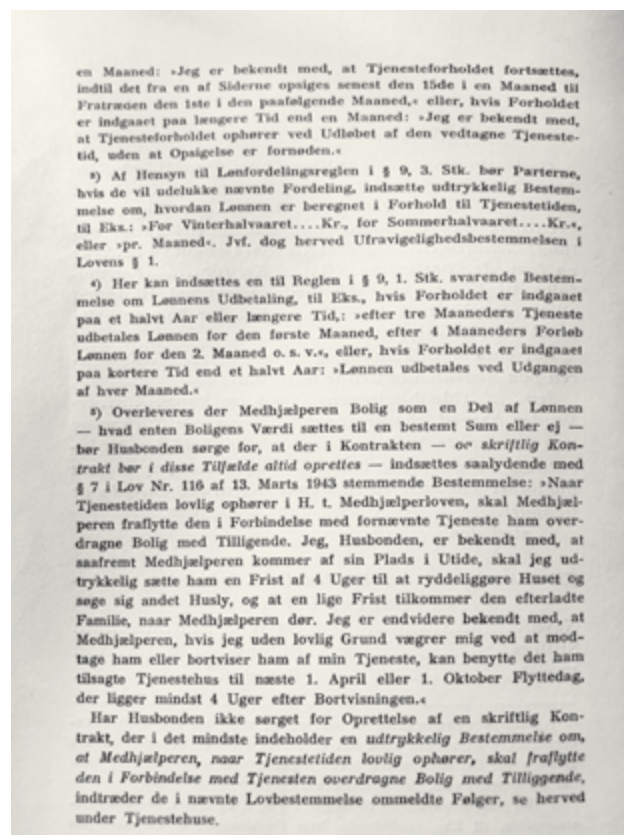 en Maaned: »Jeg er bekendt med, at Tjenesteforholdet fortsættes,
indtil det fra en af Siderne opsiges senest den 15de i en Maaned til
Fratræden den 1ste i den paafølgende Maaned,« eller, hvis Forholdet
er indgaaet paa længere Tid end en Maaned: »Jeg er bekendt med,
at Tjenesteforholdet ophører ved Udløbet af den vedtagne Tjeneste-
tid, uden at Opsigelse er fornøden.«
³) Af Hensyn til Lønfordelingsreglen i § 9, 3. Stk. bør Parterne,
hvis de vil udelukke nævnte Fordeling, indsætte udtrykkelig Bestem-
melse om, hvordan Lønnen er beregnet i Forhold til Tjenestetiden,
til Eks.: »For Vinterhalvaaret....Kr., for Sommerhalvaaret....Kr.«,
eller »pr. Maaned«. Jvf. dog herved Ufravigelighedsbestemmelsen i
Lovens § 1.
⁴) Her kan indsættes en til Reglen i § 9, 1. Stk. svarende Bestem-
melse om Lønnens Udbetaling, til Eks., hvis Forholdet er indgaaet
paa et halvt Aar eller længere Tid,: »efter tre Maaneders Tjeneste
udbetales Lønnen for den første Maaned, efter 4 Maaneders Forløb
Lønnen for den 2. Maaned o. s. v.«, eller, hvis Forholdet er indgaaet
paa kortere Tid end et halvt Aar: »Lønnen udbetales ved Udgangen
af hver Maaned.«
⁵) Overleveres der Medhjælperen Bolig som en Del af Lønnen
— hvad enten Boligens Værdi sættes til en bestemt Sum eller ej —
bør Husbonden sørge for, at der i Kontrakten — og skriftlig Kon-
trakt bør i disse Tilfælde altid oprettes — indsættes saalydende med
§ 7 i Lov Nr. 116 af 13. Marts 1943 stemmende Bestemmelse: »Naar
Tjenestetiden lovlig ophører i H. t. Medhjælperloven, skal Medhjæl-
peren fraflytte den i Forbindelse med fornævnte Tjeneste ham over-
dragne Bolig med Tilligende. Jeg, Husbonden, er bekendt med, at
saafremt Medhjælperen kommer af sin Plads i Utide, skal jeg ud-
trykkelig sætte ham en Frist af 4 Uger til at ryddeliggøre Huset og
søge sig andet Husly, og at en lige Frist tilkommer den efterladte
Familie, naar Medhjælperen dør. Jeg er endvidere bekendt med, at
Medhjælperen, hvis jeg uden lovlig Grund vægrer mig ved at mod-
tage ham eller bortviser ham af min Tjeneste, kan benytte det ham
tilsagte Tjenestehus til næste 1. April eller 1. Oktober Flyttedag,
der ligger mindst 4 Uger efter Bortvisningen.«
Har Husbonden ikke sørget for Oprettelse af en skriftlig Kon-
trakt, der i det mindste indeholder en udtrykkelig Bestemmelse om,
at Medhjælperen, naar Tjenestetiden lovlig ophører, skal fraflytte
den i Forbindelse med Tjenesten overdragne Bolig med Tilliggende,
indtræder de i nævnte Lovbestemmelse ommeldte Følger, se herved
under Tjenestehuse.